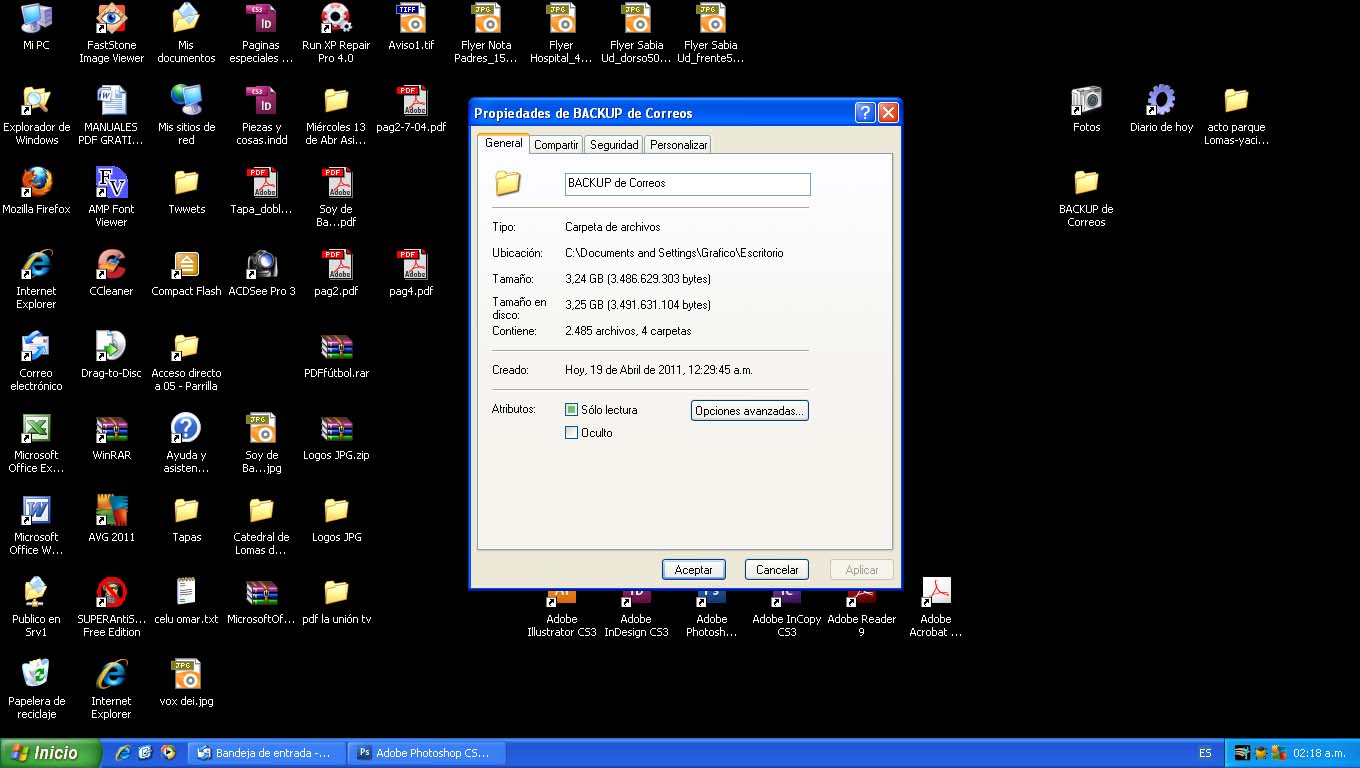 Mi PC
FastStone
Image Viewer
Mis
documentos
Paginas
especiales ...
Run XP Repair
Pro 4.0
Aviso1.tif
Flyer Nota
Padres_15...
Flyer
Hospital_4...
Flyer Sabia
Ud_dorso50...
Flyer Sabia
Ud_frente5...
Explorador de
Windows
MANUALES
PDF GRATI...
Mis sitios de
red
Piezas y
cosas.indd
Miércoles 13
de Abr Asi...
pag2-7-04.pdf
Fotos
Diario de hoy
acto parque
Lomas-yaci...
Mozilla Firefox
AMP Font
Viewer
Twwets
Tapa_dobl...
Soy de
Ba...pdf
BACKUP de
Correos
Internet
Explorer
CCleaner
Compact Flash
ACDSee Pro 3
pag2.pdf
pag4.pdf
Correo
electrónico
Drag-to-Disc
Acceso directo
a 05 - Parrilla
PDFfútbol.rar
Microsoft
Office Ex...
WinRAR
Ayuda y
asisten...
Soy de
Ba...jpg
Logos JPG.zip
Microsoft
Office W...
AVG 2011
Tapas
Catedral de
Lomas d...
Logos JPG
Publico en
Srv1
SUPERAntiS...
Free Edition
celu omar.txt
MicrosoftOf...
pdf la unión tv
Adobe
Illustrator CS3
Adobe
InDesign CS3
Adobe
Photosh...
Adobe InCopy
CS3
Adobe Reader
9
Adobe
Acrobat ...
Papelera de
reciclaje
Internet
Explorer
vox dei.jpg
Propiedades de BACKUP de Correos
General
Compartir
Seguridad
Personalizar
BACKUP de Correos
Tipo: Carpeta de archivos
Ubicación: C:\Documents and Settings\Grafico\Escritorio
Tamaño: 3,24 GB (3.486.629.303 bytes)
Tamaño en
disco: 3,25 GB (3.491.631.104 bytes)
Contiene: 2.485 archivos, 4 carpetas
Creado: Hoy, 19 de Abril de 2011, 12:29:45 a.m.
Atributos: Sólo lectura
Opciones avanzadas...
Oculto
Aceptar
Cancelar
Aplicar
Inicio
Bandeja de entrada -...
Adobe Photoshop CS...
ES
02:18 a.m.